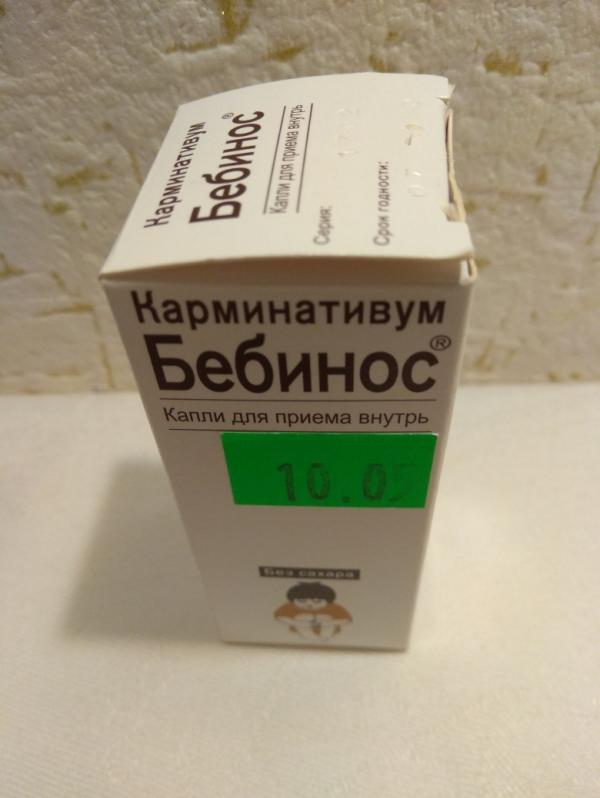 Карминативум
Бебинос®
Капли для приема внутрь
Серия:
Срок годности:
Карминативум
Бебинос®
Капли для приема внутрь
10.05
Без сахара